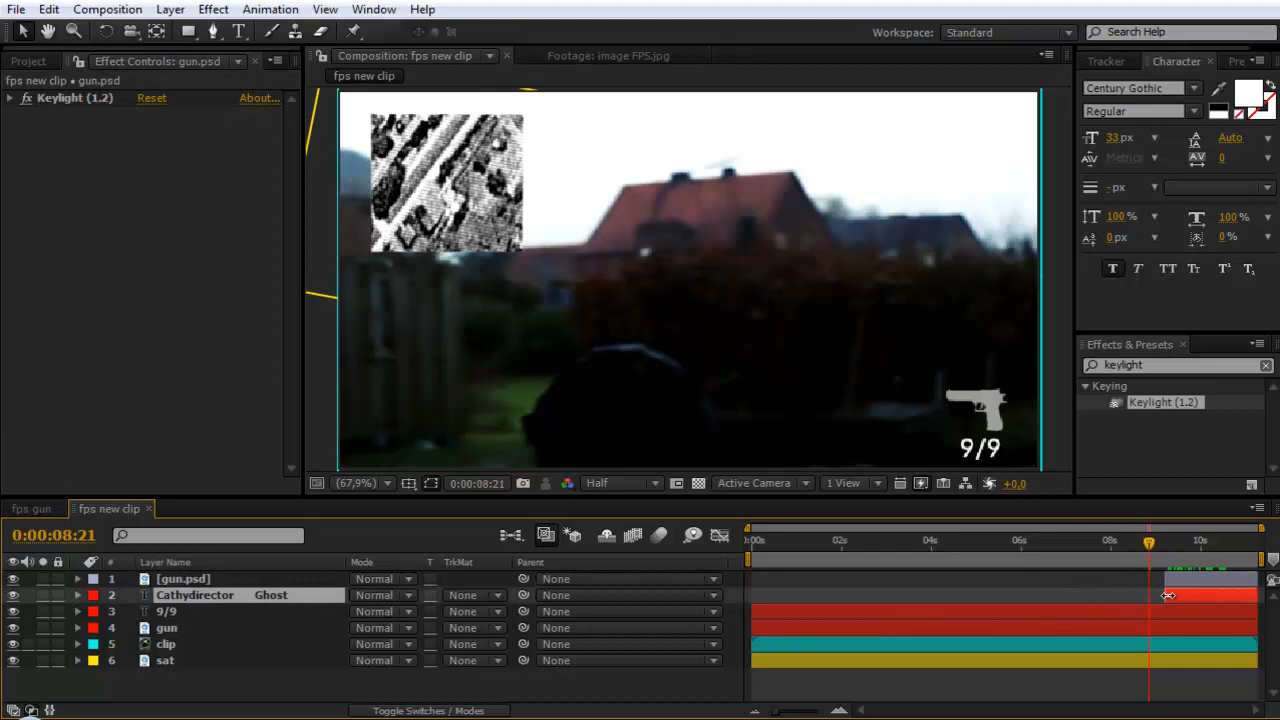 File Edit Composition Layer Effect Animation View Window Help
Workspace: Standard Search Help
Project Effect Controls: gun.psd Composition: fps new clip Footage: image FPS.jpg Tracker Character Pre
fps new clip • gun.psd fps new clip
fx Keylight (1.2) Reset About...
Century Gothic
Regular
33 px Auto
Metrics 0
- px
100 % 100 %
0 px 0 %
T T TT Tr T¹ T₁
Effects & Presets
keylight
Keying
Keylight (1.2)
9/9
(67,9%) 0:00:08:21 Half Active Camera 1 View +0,0
fps gun fps new clip
0:00:08:21
# Layer Name Mode T TrkMat Parent
:00s 02s 04s 06s 08s 10s
1 [gun.psd] Normal None
2 Cathydirector Ghost Normal None None
3 9/9 Normal None None
4 gun Normal None None
5 clip Normal None None
6 sat Normal None None
Toggle Switches / Modes